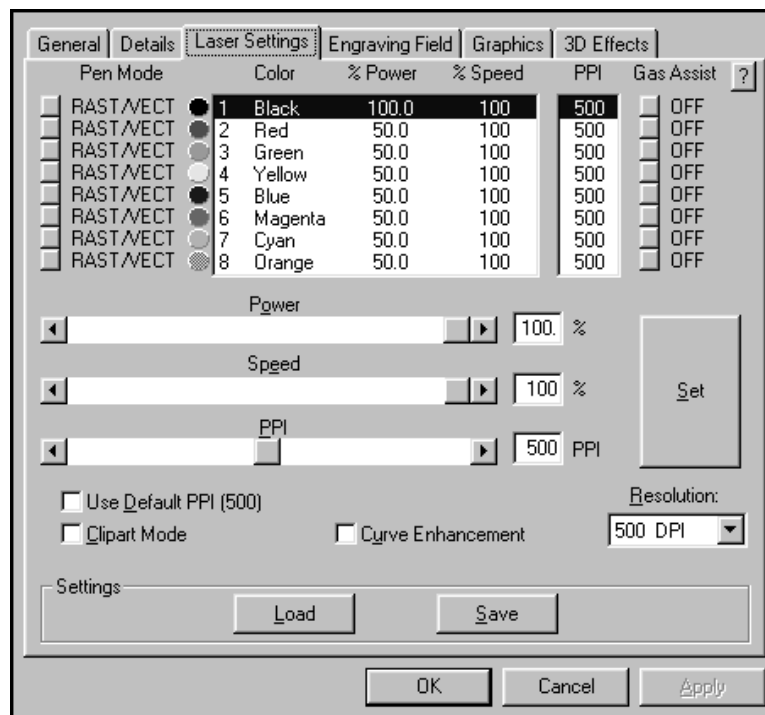 General Details Laser Settings Engraving Field Graphics 3D Effects
Pen Mode Color % Power % Speed PPI Gas Assist ?
RAST/VECT 1 Black 100.0 100 500 OFF
RAST/VECT 2 Red 50.0 100 500 OFF
RAST/VECT 3 Green 50.0 100 500 OFF
RAST/VECT 4 Yellow 50.0 100 500 OFF
RAST/VECT 5 Blue 50.0 100 500 OFF
RAST/VECT 6 Magenta 50.0 100 500 OFF
RAST/VECT 7 Cyan 50.0 100 500 OFF
RAST/VECT 8 Orange 50.0 100 500 OFF
Power
100. %
Speed
100 %
Set
PPI
500 PPI
Use Default PPI (500)
Resolution:
Clipart Mode Curve Enhancement 500 DPI
Settings
Load Save
OK Cancel Apply